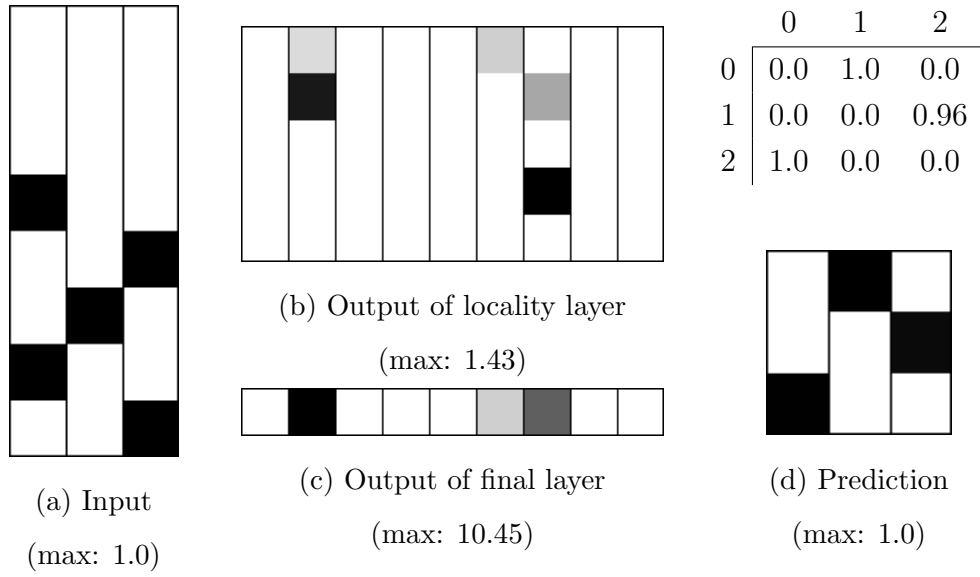 0 1 2
0 0.0 1.0 0.0
1 0.0 0.0 0.96
2 1.0 0.0 0.0
(b) Output of locality layer
(max: 1.43)
(c) Output of final layer
(max: 10.45)
(a) Input
(max: 1.0)
(d) Prediction
(max: 1.0)